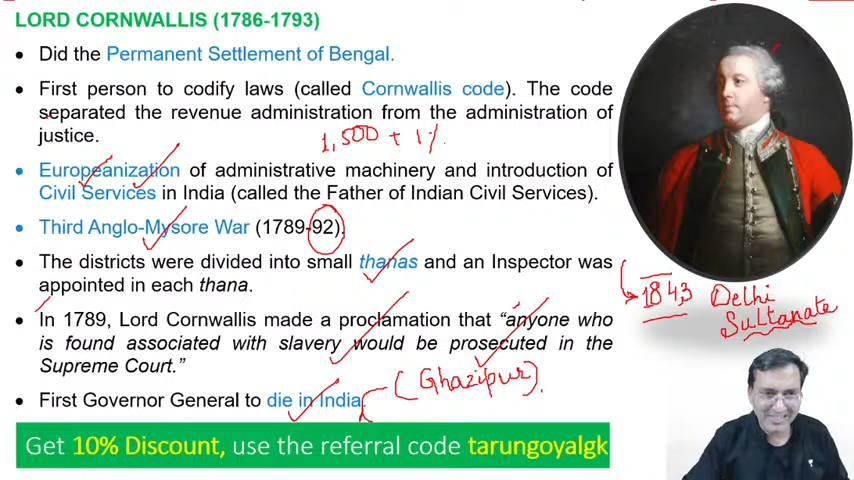 LORD CORNWALLIS (1786-1793)
• Did the Permanent Settlement of Bengal.
• First person to codify laws (called Cornwallis code). The code
separated the revenue administration from the administration of
justice.
1,500 + 1%.
• Europeanization of administrative machinery and introduction of
Civil Services in India (called the Father of Indian Civil Services).
• Third Anglo-Mysore War (1789-92).
• The districts were divided into small thanas and an Inspector was
appointed in each thana.
1843 Delhi
Sultanate
• In 1789, Lord Cornwallis made a proclamation that “anyone who
is found associated with slavery would be prosecuted in the
Supreme Court.”
(Ghazipur).
• First Governor General to die in India.
Get 10% Discount, use the referral code tarungoyalgk